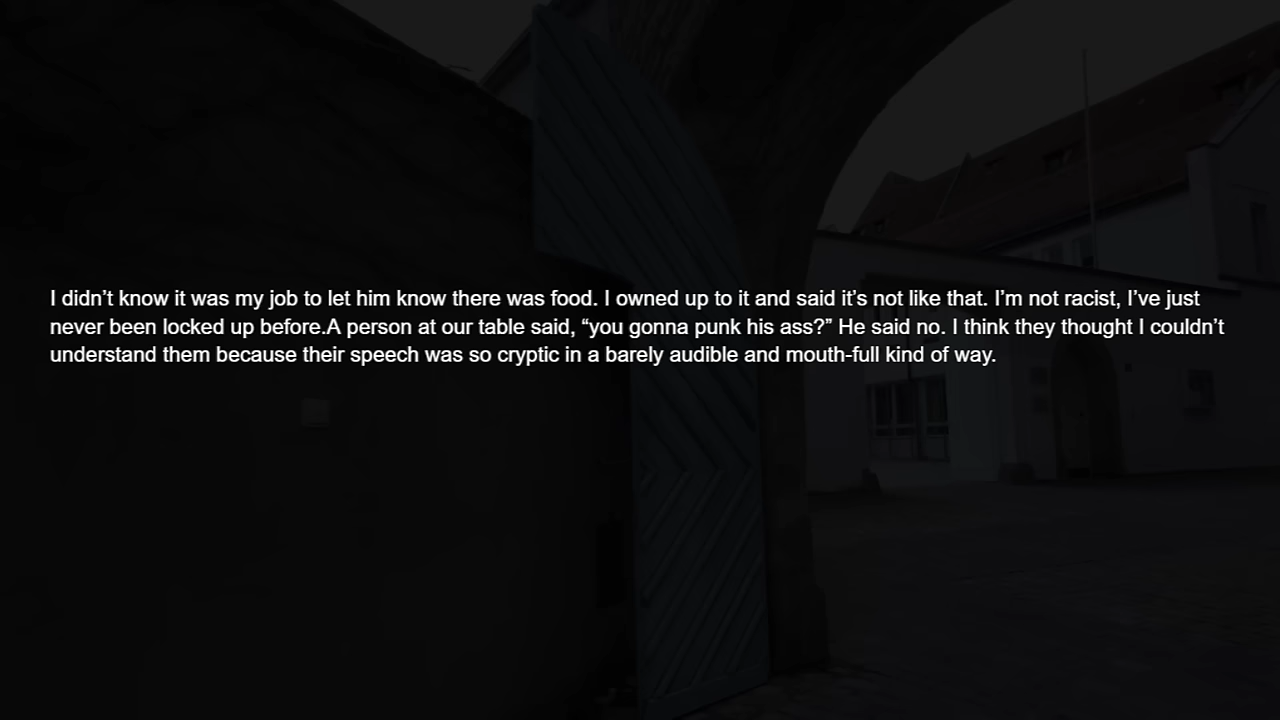 I didn’t know it was my job to let him know there was food. I owned up to it and said it’s not like that. I’m not racist, I’ve just
never been locked up before.A person at our table said, “you gonna punk his ass?” He said no. I think they thought I couldn’t
understand them because their speech was so cryptic in a barely audible and mouth-full kind of way.